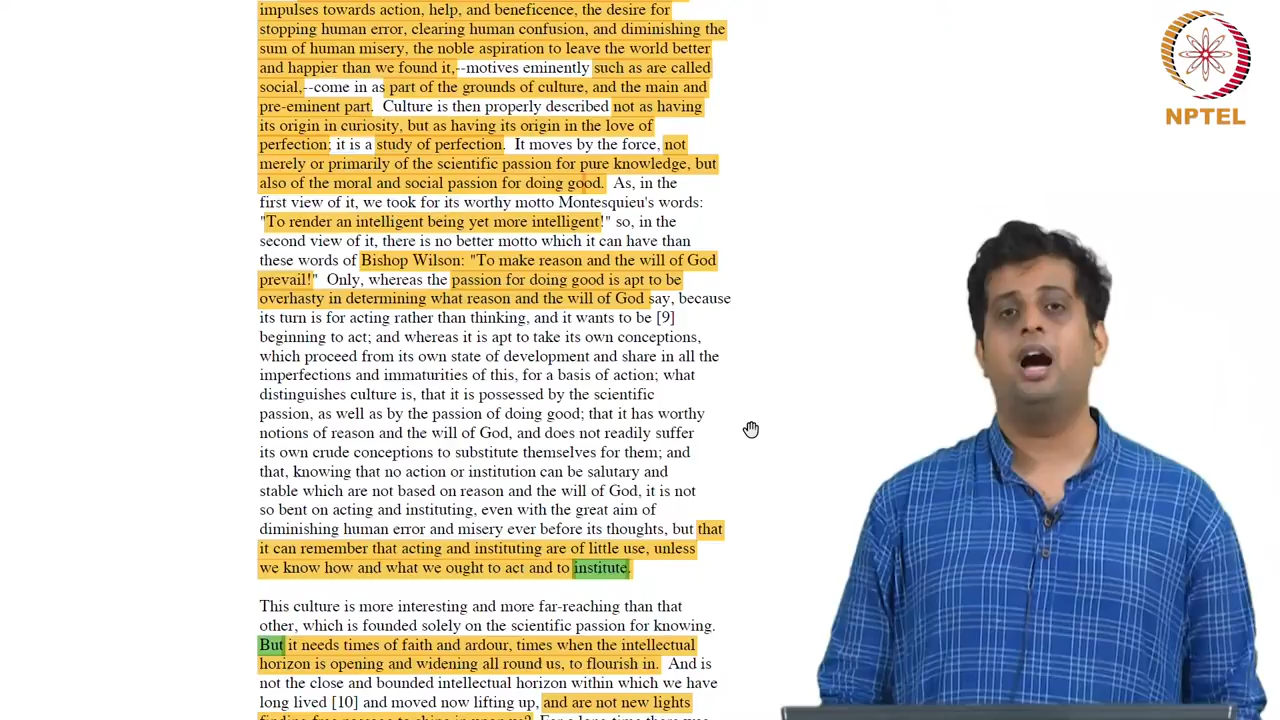 impulses towards action, help, and beneficence, the desire for
stopping human error, clearing human confusion, and diminishing the
sum of human misery, the noble aspiration to leave the world better
and happier than we found it,--motives eminently such as are called
social,--come in as part of the grounds of culture, and the main and
pre-eminent part. Culture is then properly described not as having
its origin in curiosity, but as having its origin in the love of
perfection; it is a study of perfection. It moves by the force, not
merely or primarily of the scientific passion for pure knowledge, but
also of the moral and social passion for doing good. As, in the
first view of it, we took for its worthy motto Montesquieu's words:
"To render an intelligent being yet more intelligent!" so, in the
second view of it, there is no better motto which it can have than
these words of Bishop Wilson: "To make reason and the will of God
prevail!" Only, whereas the passion for doing good is apt to be
overhasty in determining what reason and the will of God say, because
its turn is for acting rather than thinking, and it wants to be [9]
beginning to act; and whereas it is apt to take its own conceptions,
which proceed from its own state of development and share in all the
imperfections and immaturities of this, for a basis of action; what
distinguishes culture is, that it is possessed by the scientific
passion, as well as by the passion of doing good; that it has worthy
notions of reason and the will of God, and does not readily suffer
its own crude conceptions to substitute themselves for them; and
that, knowing that no action or institution can be salutary and
stable which are not based on reason and the will of God, it is not
so bent on acting and instituting, even with the great aim of
diminishing human error and misery ever before its thoughts, but that
it can remember that acting and instituting are of little use, unless
we know how and what we ought to act and to institute.
This culture is more interesting and more far-reaching than that
other, which is founded solely on the scientific passion for knowing.
But it needs times of faith and ardour, times when the intellectual
horizon is opening and widening all round us, to flourish in. And is
not the close and bounded intellectual horizon within which we have
long lived [10] and moved now lifting up, and are not new lights
NPTEL